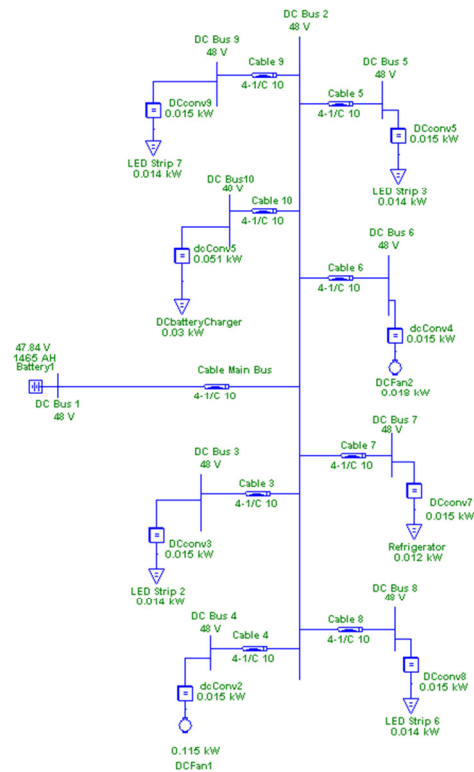 DC Bus 2
48 V
DC Bus 9
48 V
Cable 9
4-1/C 10
DCconv9
0.015 kW
LED Strip 7
0.014 kW
Cable 5
4-1/C 10
DC Bus 5
48 V
DCconv5
0.015 kW
LED Strip 3
0.014 kW
DC Bus10
48 V
Cable 10
4-1/C 10
dcConv5
0.051 kW
DCbatteryCharger
0.03 kW
Cable 6
4-1/C 10
DC Bus 6
48 V
dcConv4
0.015 kW
DCFan2
0.018 kW
47.84 V
1465 AH
Battery1
DC Bus 1
48 V
Cable Main Bus
4-1/C 10
Cable 7
4-1/C 10
DC Bus 7
48 V
DCconv7
0.015 kW
Refrigerator
0.012 kW
DC Bus 3
48 V
Cable 3
4-1/C 10
DCconv3
0.015 kW
LED Strip 2
0.014 kW
DC Bus 8
48 V
Cable 8
4-1/C 10
DCconv8
0.015 kW
LED Strip 6
0.014 kW
DC Bus 4
48 V
Cable 4
4-1/C 10
dcConv2
0.015 kW
0.115 kW
DCFan1